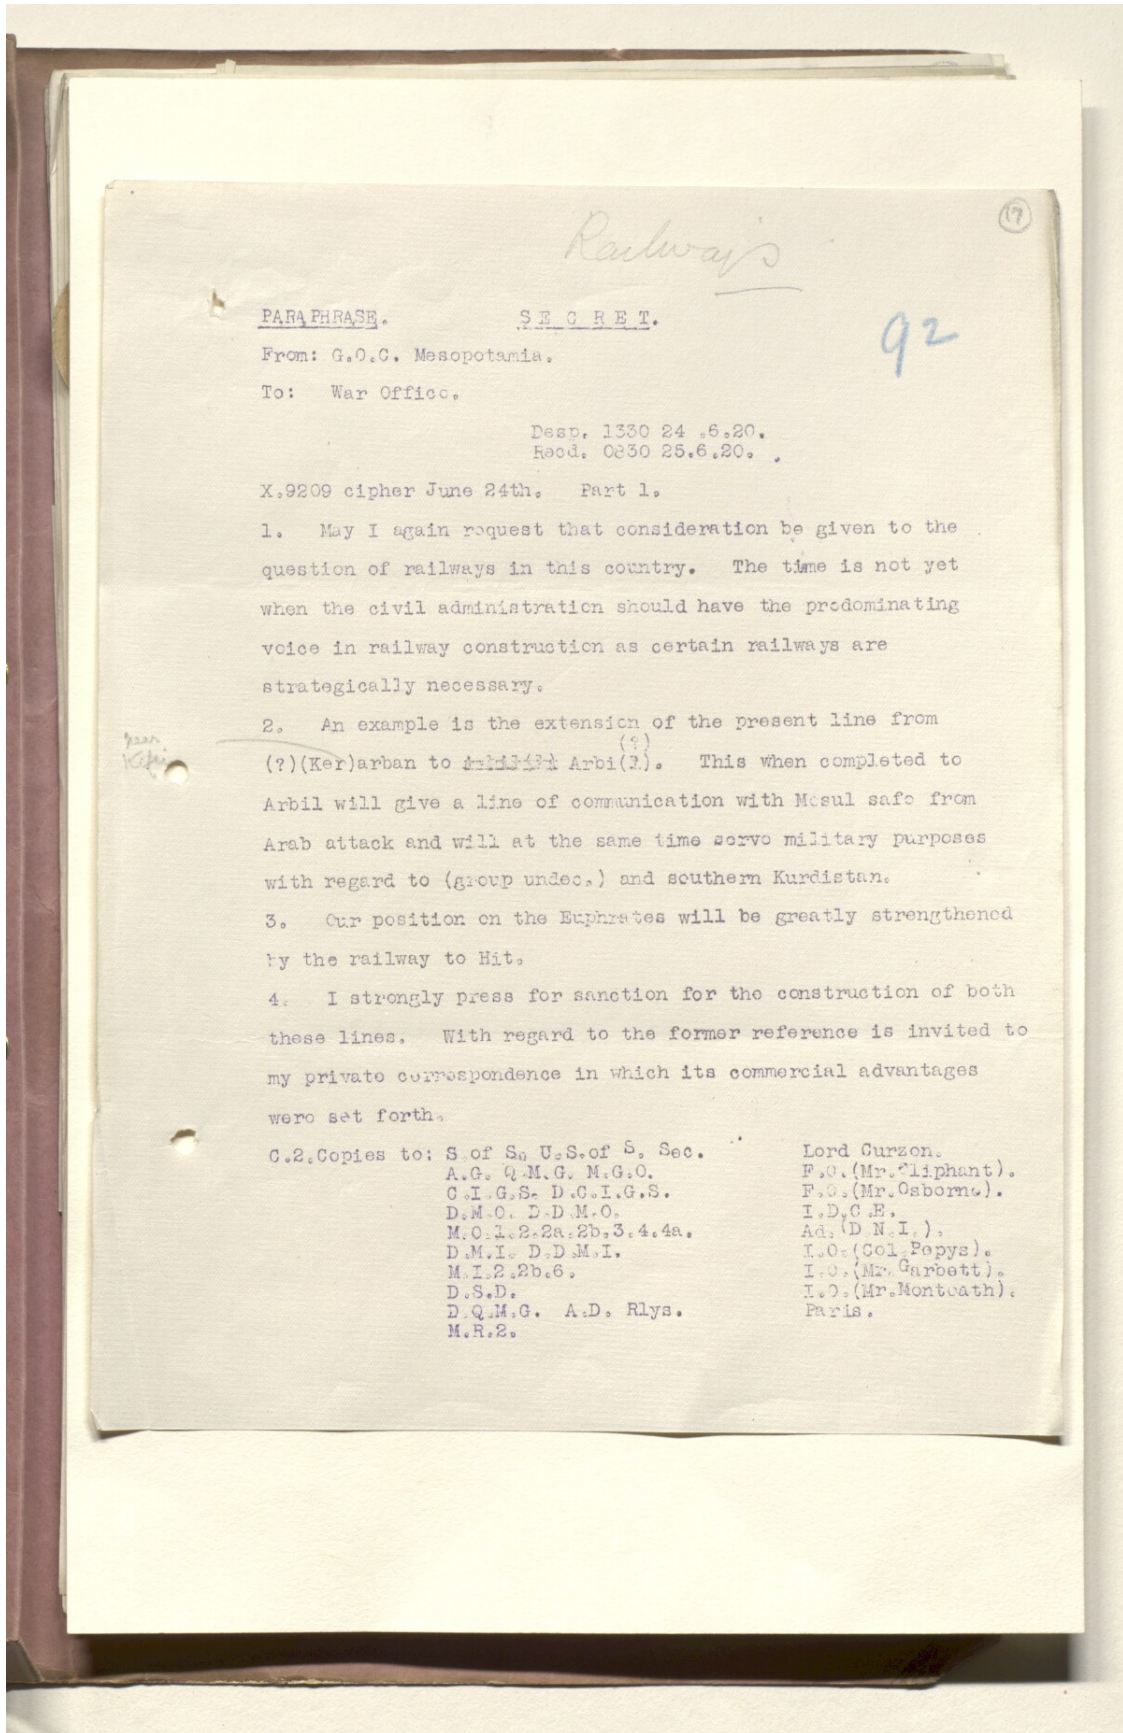 17
Railways
PARAPHRASE. SECRET.
92
From: G.O.C. Mesopotamia.
To: War Office.
Desp. 1330 24 .6.20.
Recd. 0830 25.6.20.
X.9209 cipher June 24th. Part 1.
1. May I again request that consideration be given to the
question of railways in this country. The time is not yet
when the civil administration should have the predominating
voice in railway construction as certain railways are
strategically necessary.
2. An example is the extension of the present line from
(?)
near
Kifri
(?)(Ker)arban to Arbi(?). This when completed to
Arbil will give a line of communication with Mosul safe from
Arab attack and will at the same time serve military purposes
with regard to (group undec.) and southern Kurdistan.
3. Our position on the Euphrates will be greatly strengthened
by the railway to Hit.
4. I strongly press for sanction for the construction of both
these lines. With regard to the former reference is invited to
my private correspondence in which its commercial advantages
were set forth.
C.2.Copies to: S.of S. U.S.of S. Sec. Lord Curzon.
A.G. Q.M.G. M.G.O. F.O.(Mr.Oliphant).
C.I.G.S. D.C.I.G.S. F.O.(Mr.Osborne).
D.M.O. D.D.M.O. I.D.C.E.
M.O.1.2.2a.2b.3.4.4a. Ad.(D.N.I.).
D.M.I. D.D.M.I. I.O.(Col.Pepys).
M.I.2.2b.6. I.O.(Mr.Garbett).
D.S.D. I.O.(Mr.Monteath).
D.Q.M.G. A.D. Rlys. Paris.
M.R.2.